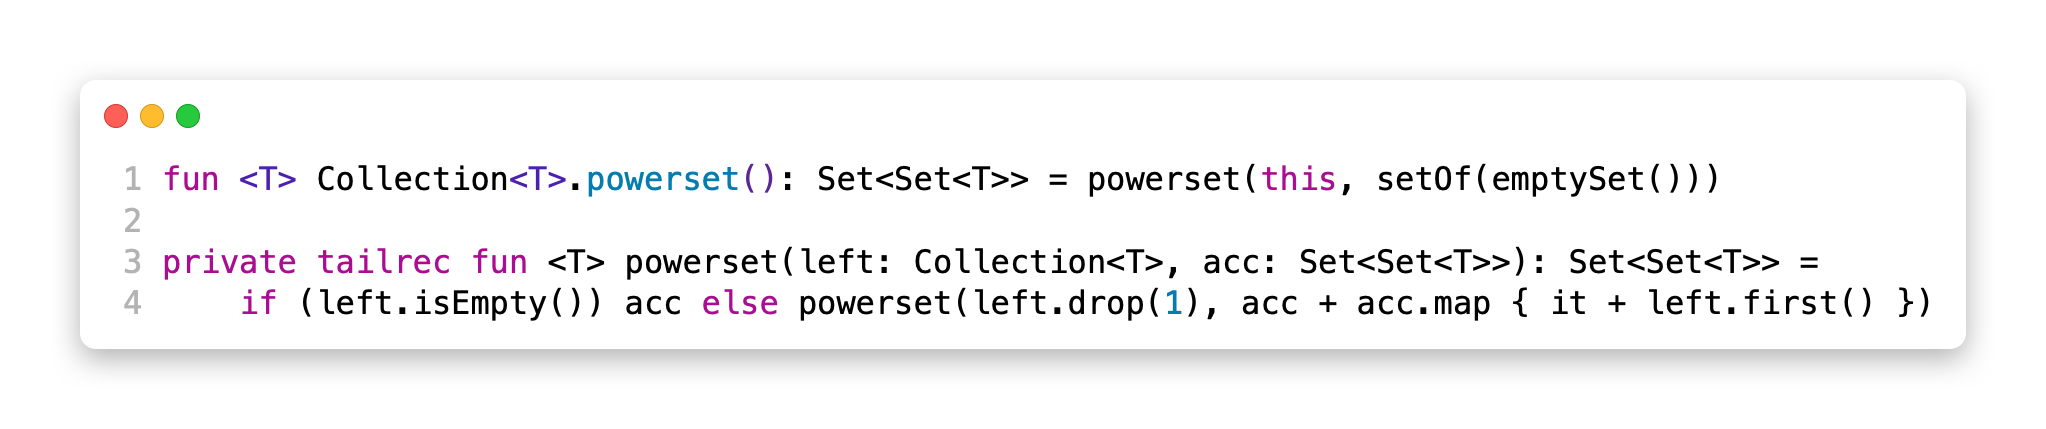 1 fun <T> Collection<T>.powerset(): Set<Set<T>> = powerset(this, setOf(emptySet()))
2
3 private tailrec fun <T> powerset(left: Collection<T>, acc: Set<Set<T>>): Set<Set<T>> =
4     if (left.isEmpty()) acc else powerset(left.drop(1), acc + acc.map { it + left.first() })